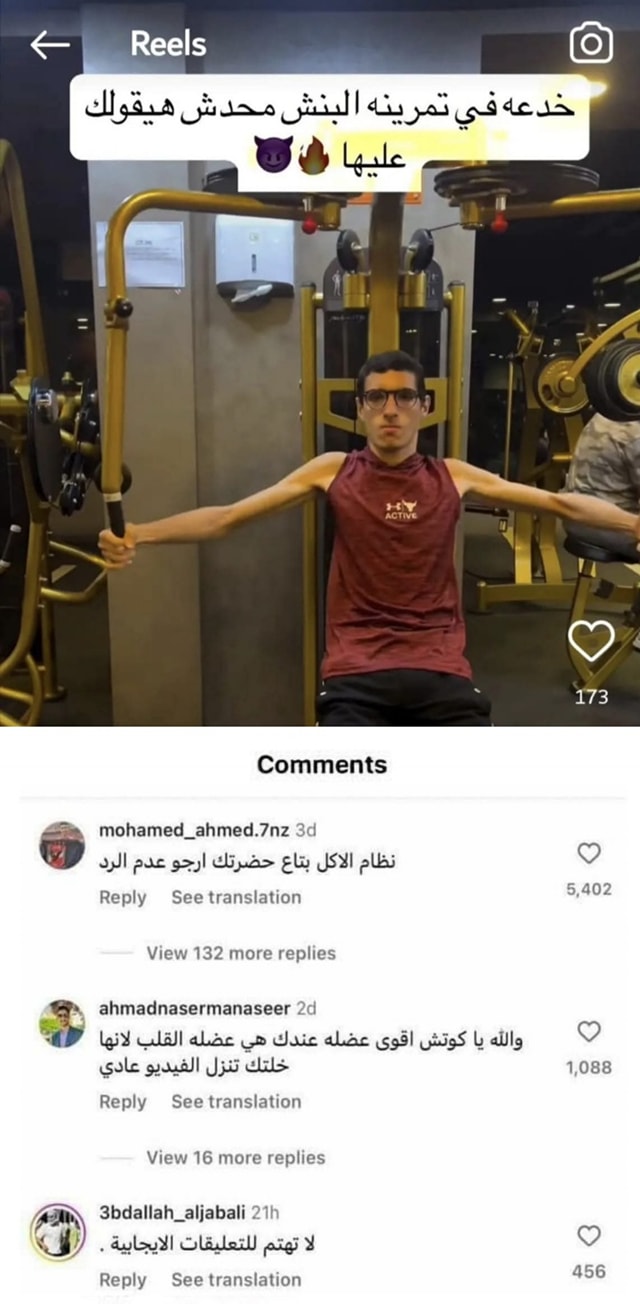 Reels
خدعه في تمرينه البنش محدش هيقولك
عليها 🔥😈
ACTIVE
173
Comments
mohamed_ahmed.7nz 3d
نظام الاكل بتاع حضرتك ارجو عدم الرد
5,402
Reply See translation
View 132 more replies
ahmadnasermanaseer 2d
والله يا كوتش اقوى عضله عندك هي عضله القلب لانها
خلتك تنزل الفيديو عادي
1,088
Reply See translation
View 16 more replies
3bdallah_aljabali 21h
لا تهتم للتعليقات الايجابية .
456
Reply See translation